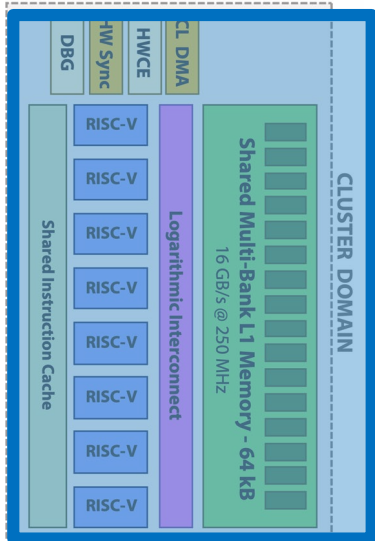 CLUSTER DOMAIN
DBG
HW Sync
HWCE
CL DMA
Shared Instruction Cache
RISC-V
RISC-V
RISC-V
RISC-V
RISC-V
RISC-V
RISC-V
RISC-V
Logarithmic Interconnect
Shared Multi-Bank L1 Memory - 64 kB
16 GB/s @ 250 MHz